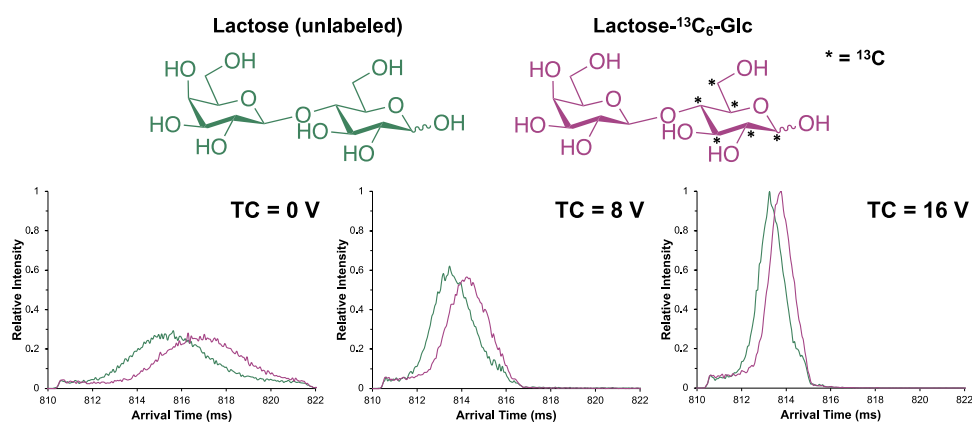 Lactose (unlabeled)
Lactose-¹³C₆-Glc
* = ¹³C
OH
OH
O
HO
HO
O
OH
O
HO
HO
OH
OH
OH
O
HO
HO
O
OH
O
HO
HO
OH
* * * * * *
TC = 0 V
Relative Intensity
1
0.8
0.6
0.4
0.2
0
810 812 814 816 818 820 822
Arrival Time (ms)
TC = 8 V
Relative Intensity
1
0.8
0.6
0.4
0.2
0
810 812 814 816 818 820 822
Arrival Time (ms)
TC = 16 V
Relative Intensity
1
0.8
0.6
0.4
0.2
0
810 812 814 816 818 820 822
Arrival Time (ms)